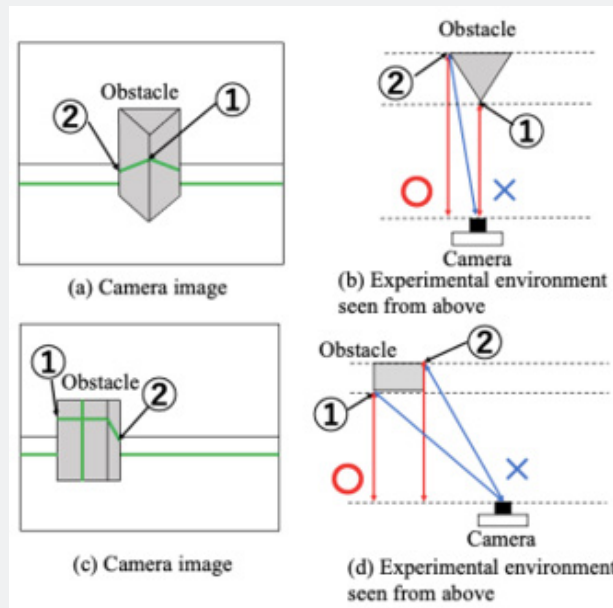 Obstacle
①
②
(a) Camera image
Obstacle
②
①
Camera
(b) Experimental environment
seen from above
①
Obstacle
②
(c) Camera image
Obstacle
②
①
Camera
(d) Experimental environment
seen from above